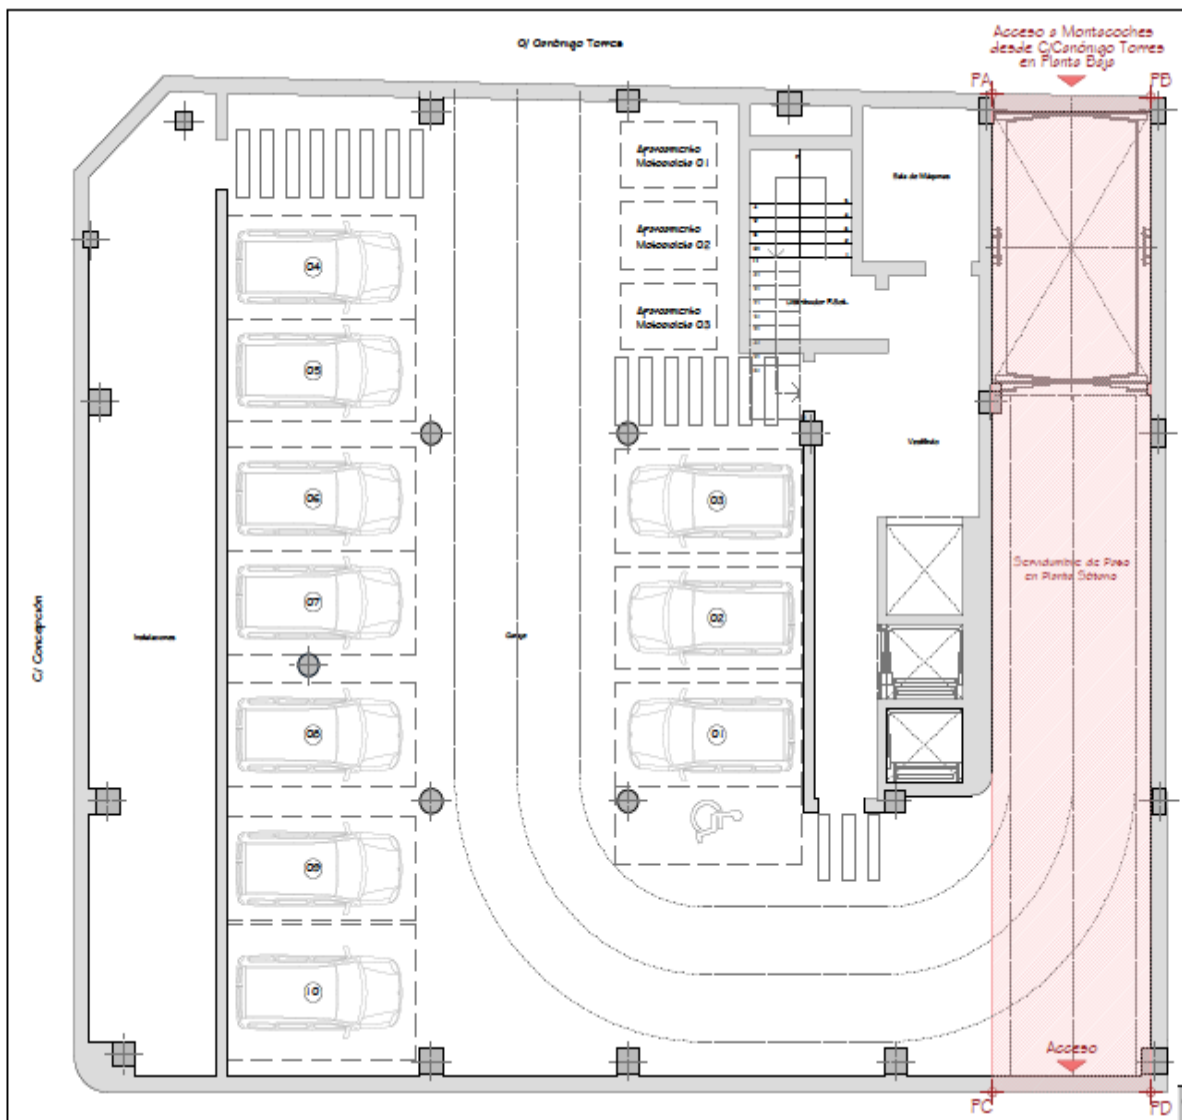 C/ Canónigo Torres
Acceso a Montacoches
desde C/Canónigo Torres
en Planta Baja
PA
PB
Aparcamiento
Motocicleta 01
Aparcamiento
Motocicleta 02
Aparcamiento
Motocicleta 03
Sala de Máquinas
Vestíbulo
Servidumbre de Paso
en Planta Sótano
C/ Concepción
Instalaciones
Garaje
04
05
06
07
08
09
10
03
02
01
Acceso
PC
PD